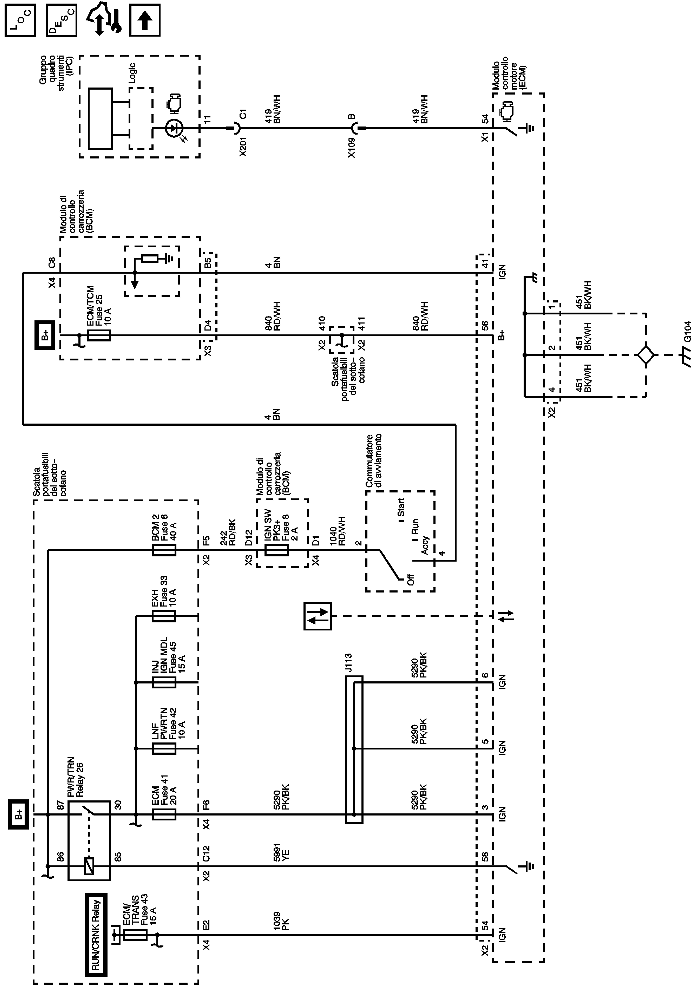 LOC
DESC
Gruppo
quadro
strumenti
(IPC)
Logic
11
C1
X201
419
BN/WH
B
X109
419
BN/WH
54
X1
Modulo
controllo
motore
(ECM)
Modulo di
controllo
carrozzeria
(BCM)
C8
X4
B5
4
BN
41
IGN
B+
ECM/TCM
Fuse 25
10 A
D4
X3
840
RD/WH
X2
410
411
X2
Scatola
portafusibili
del sotto-
cofano
840
RD/WH
56
B+
1
451
BK/WH
2
451
BK/WH
4
451
BK/WH
X2
G104
4
BN
Scatola
portafusibili
del sotto-
cofano
BCM 2
Fuse 6
40 A
F5
X2
242
RD/BK
Modulo di
controllo
carrozzeria
(BCM)
D12
X3
IGN SW
PK3+
Fuse 8
2 A
D1
X4
1040
RD/WH
Commutatore
di avviamento
2
Start
Run
Accy
Off
4
EXH
Fuse 33
10 A
INJ
IGN MDL
Fuse 45
15 A
LNF
PWRTN
Fuse 42
10 A
J113
5290
PK/BK
6
IGN
5290
PK/BK
5
IGN
B+
87
PWR/TRN
Relay 26
30
ECM
Fuse 41
20 A
F6
X4
5290
PK/BK
5290
PK/BK
3
IGN
86
85
C12
X2
5991
YE
58
RUN/CRNK Relay
ECM/
TRANS
Fuse 43
15 A
E2
X4
1039
PK
54
X2
IGN